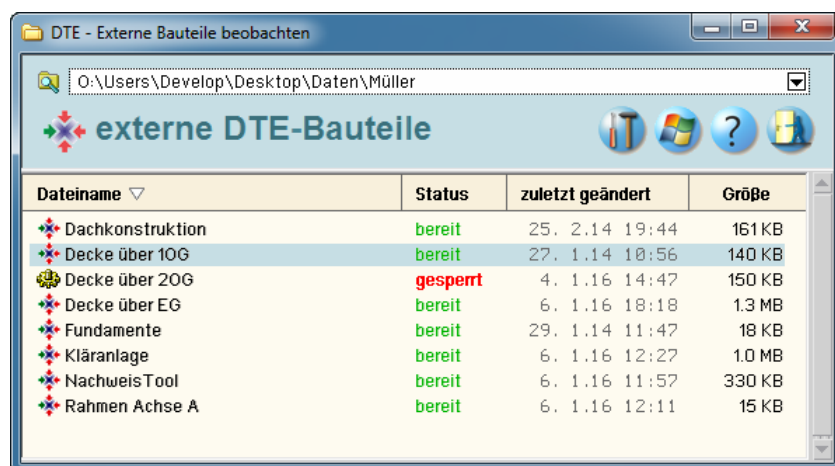 DTE - Externe Bauteile beobachten
O:\Users\Develop\Desktop\Daten\Müller
externe DTE-Bauteile
?
Dateiname Status zuletzt geändert Größe
Dachkonstruktion bereit 25. 2.14 19:44 161 KB
Decke über 1OG bereit 27. 1.14 10:56 140 KB
Decke über 2OG gesperrt 4. 1.16 14:47 150 KB
Decke über EG bereit 6. 1.16 18:18 1.3 MB
Fundamente bereit 29. 1.14 11:47 18 KB
Kläranlage bereit 6. 1.16 12:27 1.0 MB
NachweisTool bereit 6. 1.16 11:57 330 KB
Rahmen Achse A bereit 6. 1.16 12:11 15 KB